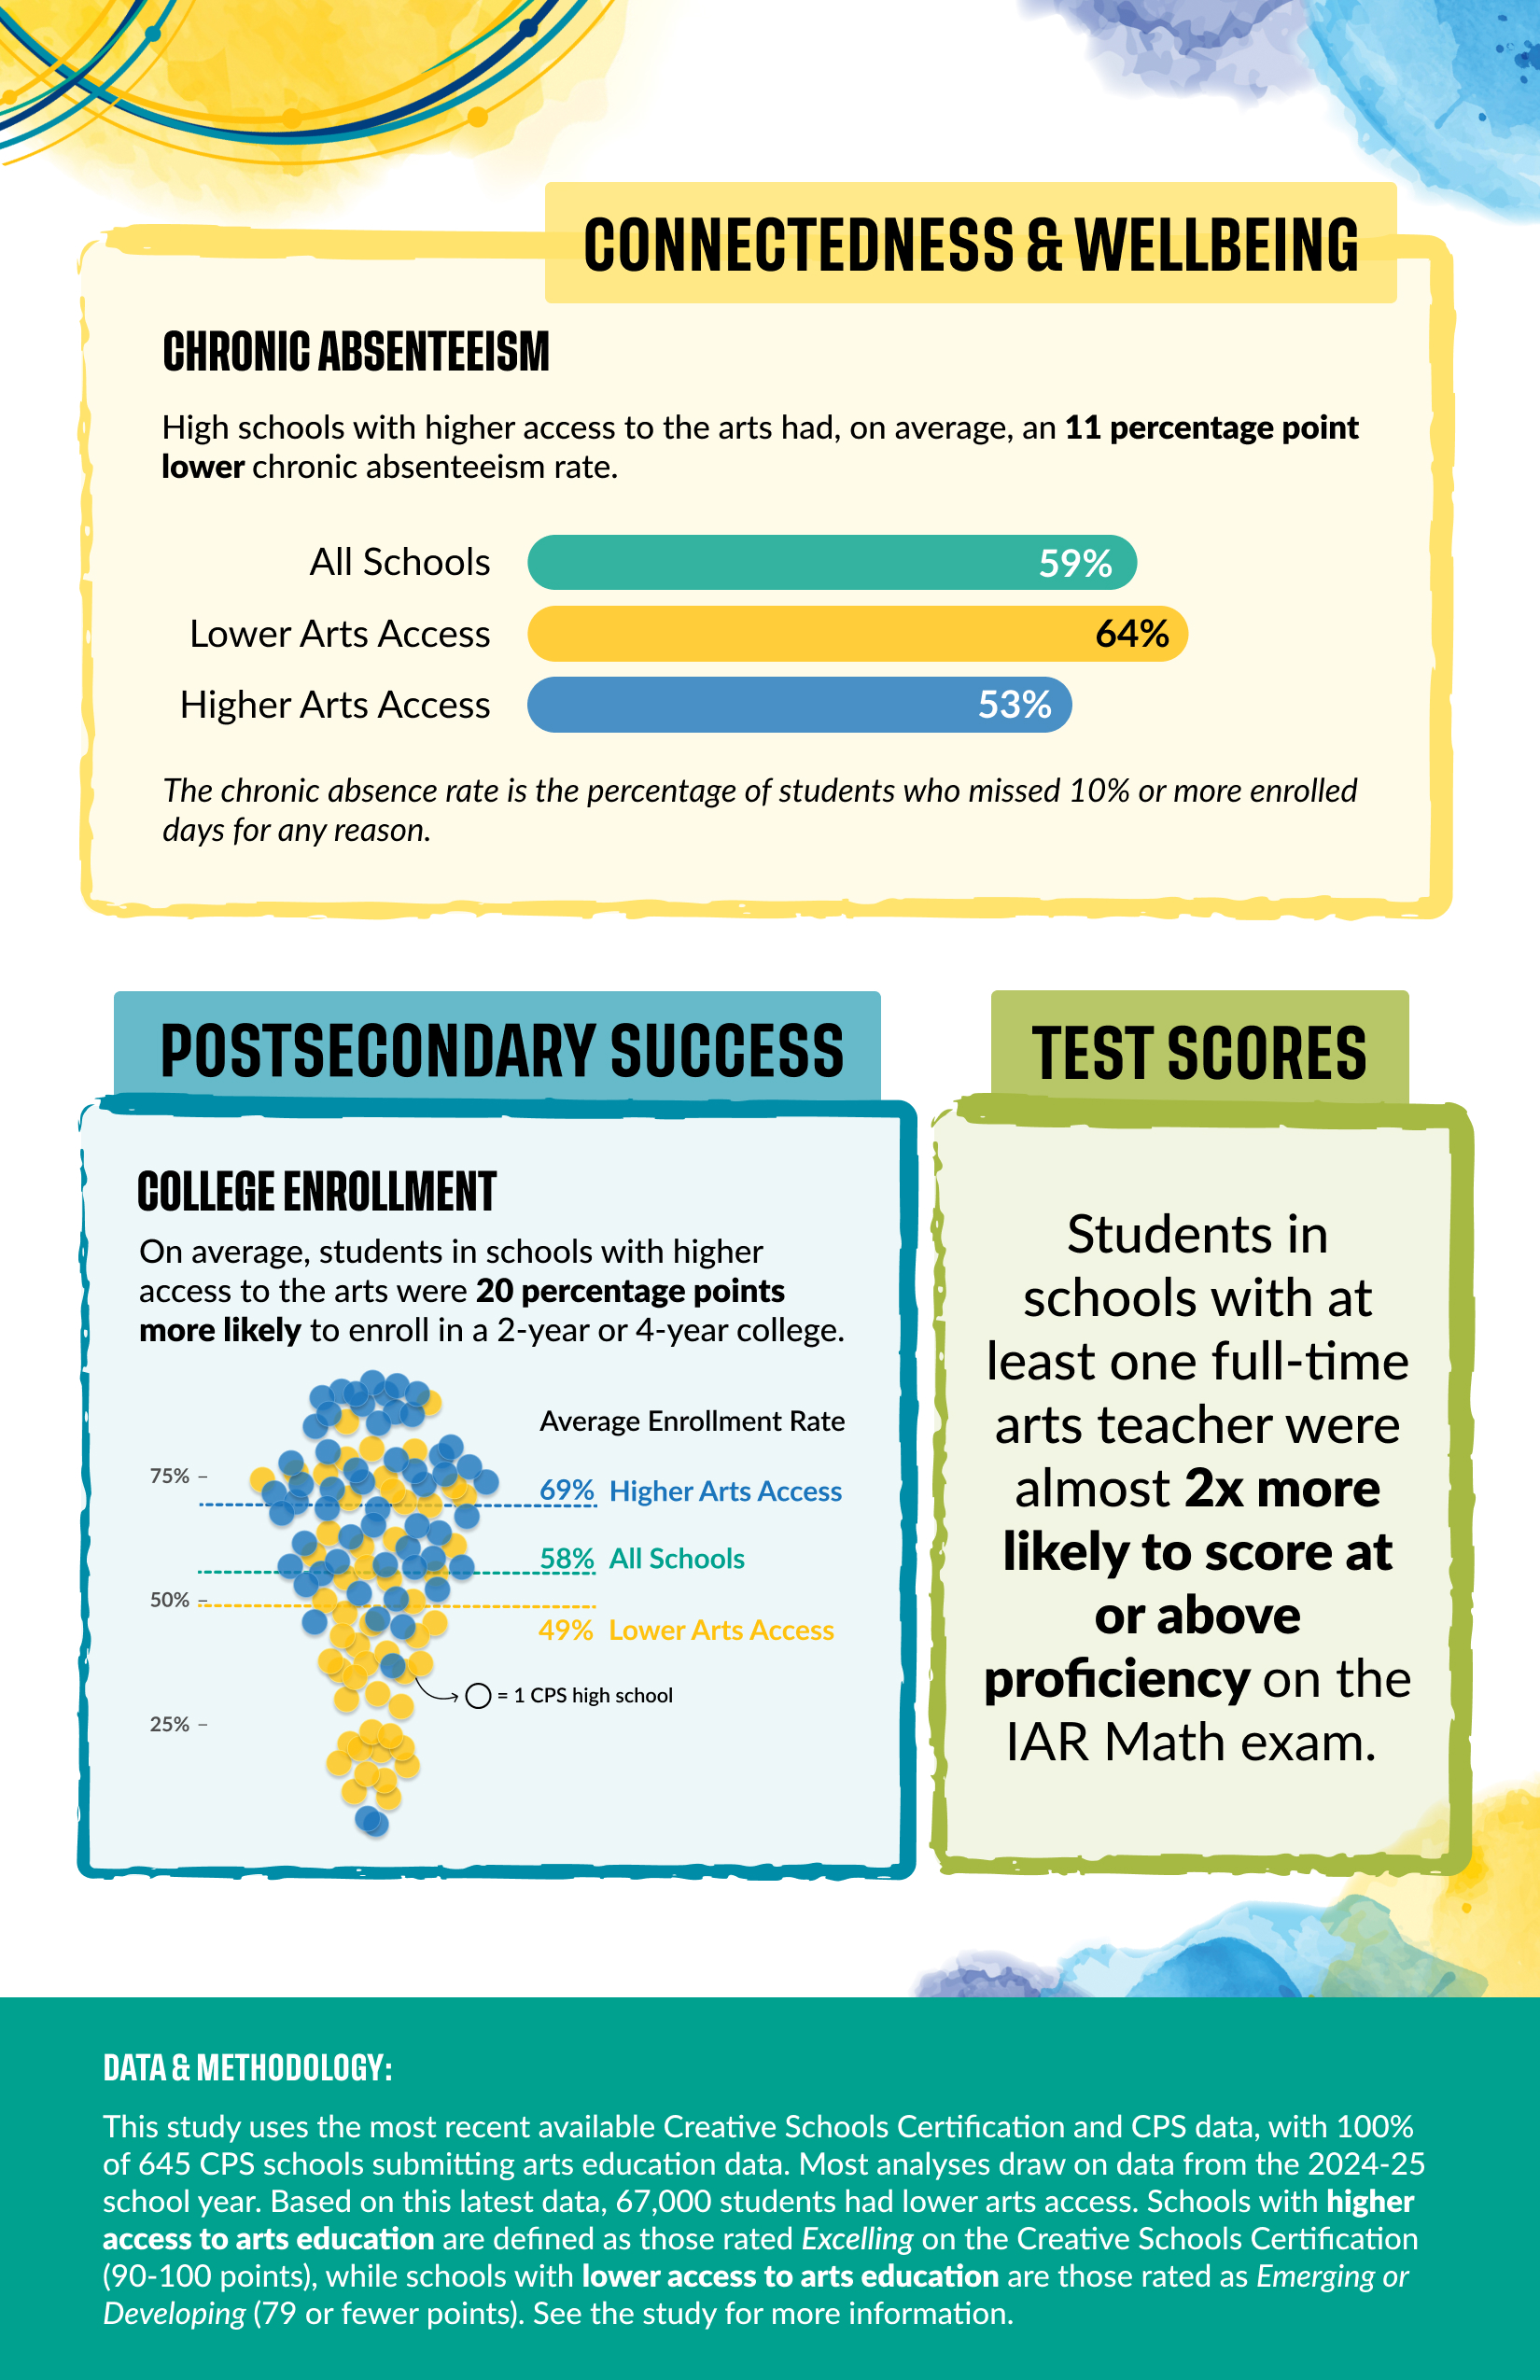 CONNECTEDNESS & WELLBEING
CHRONIC ABSENTEEISM
High schools with higher access to the arts had, on average, an 11 percentage point
lower chronic absenteeism rate.
All Schools 59%
Lower Arts Access 64%
Higher Arts Access 53%
The chronic absence rate is the percentage of students who missed 10% or more enrolled
days for any reason.
POSTSECONDARY SUCCESS
COLLEGE ENROLLMENT
On average, students in schools with higher
access to the arts were 20 percentage points
more likely to enroll in a 2-year or 4-year college.
Average Enrollment Rate
75%
69% Higher Arts Access
58% All Schools
50%
49% Lower Arts Access
= 1 CPS high school
25%
TEST SCORES
Students in
schools with at
least one full-time
arts teacher were
almost 2x more
likely to score at
or above
proficiency on the
IAR Math exam.
DATA & METHODOLOGY:
This study uses the most recent available Creative Schools Certification and CPS data, with 100%
of 645 CPS schools submitting arts education data. Most analyses draw on data from the 2024-25
school year. Based on this latest data, 67,000 students had lower arts access. Schools with higher
access to arts education are defined as those rated Excelling on the Creative Schools Certification
(90-100 points), while schools with lower access to arts education are those rated as Emerging or
Developing (79 or fewer points). See the study for more information.